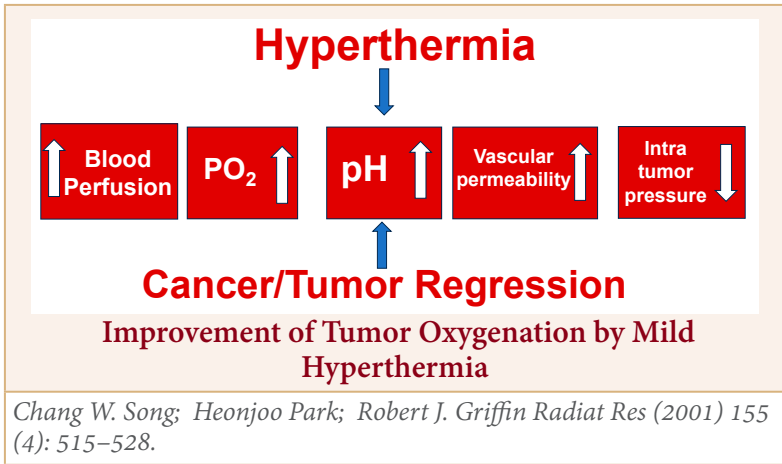 Hyperthermia
Blood
Perfusion
PO₂
pH
Vascular
permeability
Intra
tumor
pressure
Cancer/Tumor Regression
Improvement of Tumor Oxygenation by Mild
Hyperthermia
Chang W. Song; Heonjoo Park; Robert J. Griffin Radiat Res (2001) 155
(4): 515–528.